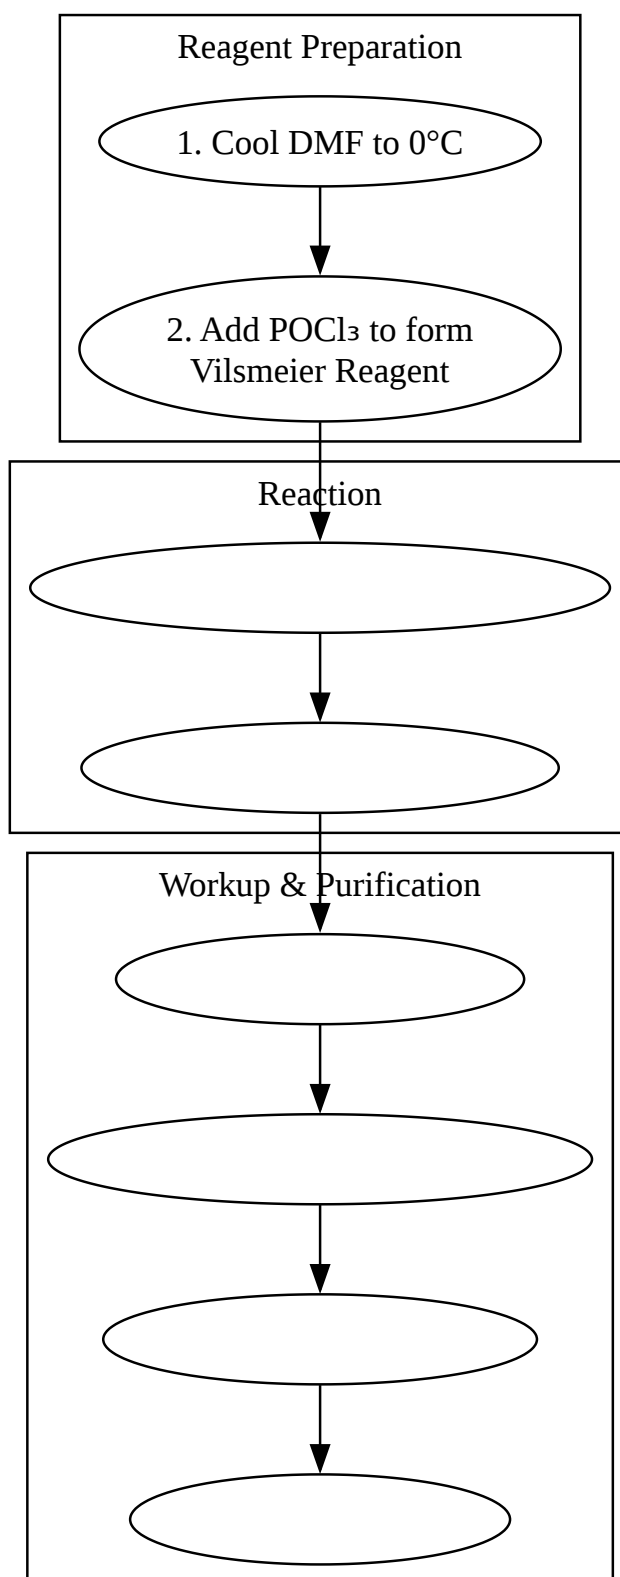 Reagent Preparation
1. Cool DMF to 0°C
2. Add POCl₃ to form
Vilsmeier Reagent
Reaction
Workup & Purification